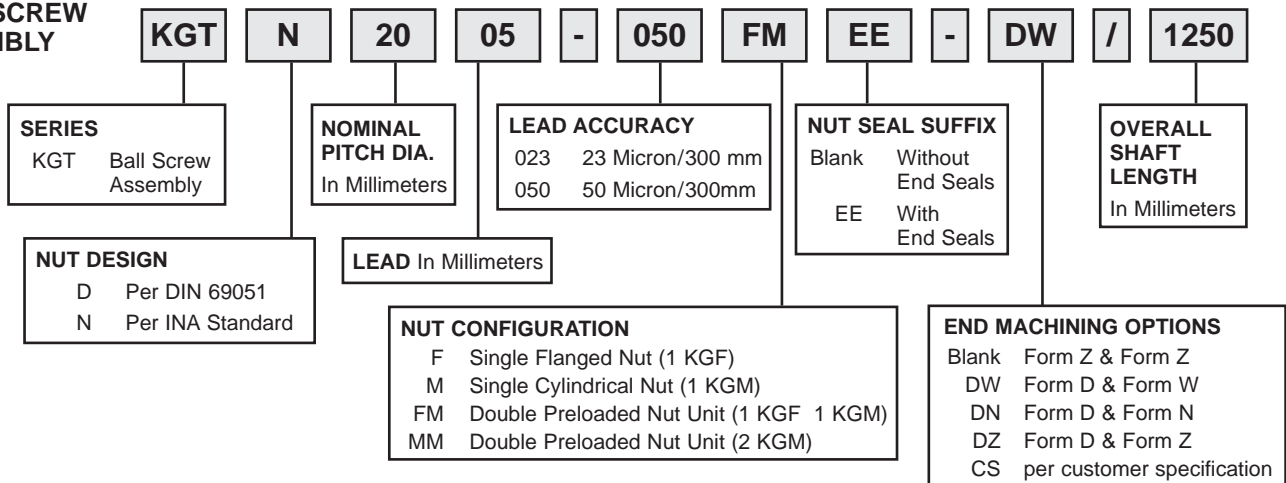 SCREW
KGT N 20 05 - 050 FM EE - DW / 1250
SERIES
KGT Ball Screw
Assembly
NOMINAL
PITCH DIA.
In Millimeters
LEAD ACCURACY
023 23 Micron/300 mm
050 50 Micron/300mm
NUT SEAL SUFFIX
Blank Without
End Seals
EE With
End Seals
OVERALL
SHAFT
LENGTH
In Millimeters
NUT DESIGN
D Per DIN 69051
N Per INA Standard
LEAD In Millimeters
NUT CONFIGURATION
F Single Flanged Nut (1 KGF)
M Single Cylindrical Nut (1 KGM)
FM Double Preloaded Nut Unit (1 KGF 1 KGM)
MM Double Preloaded Nut Unit (2 KGM)
END MACHINING OPTIONS
Blank Form Z & Form Z
DW Form D & Form W
DN Form D & Form N
DZ Form D & Form Z
CS per customer specification